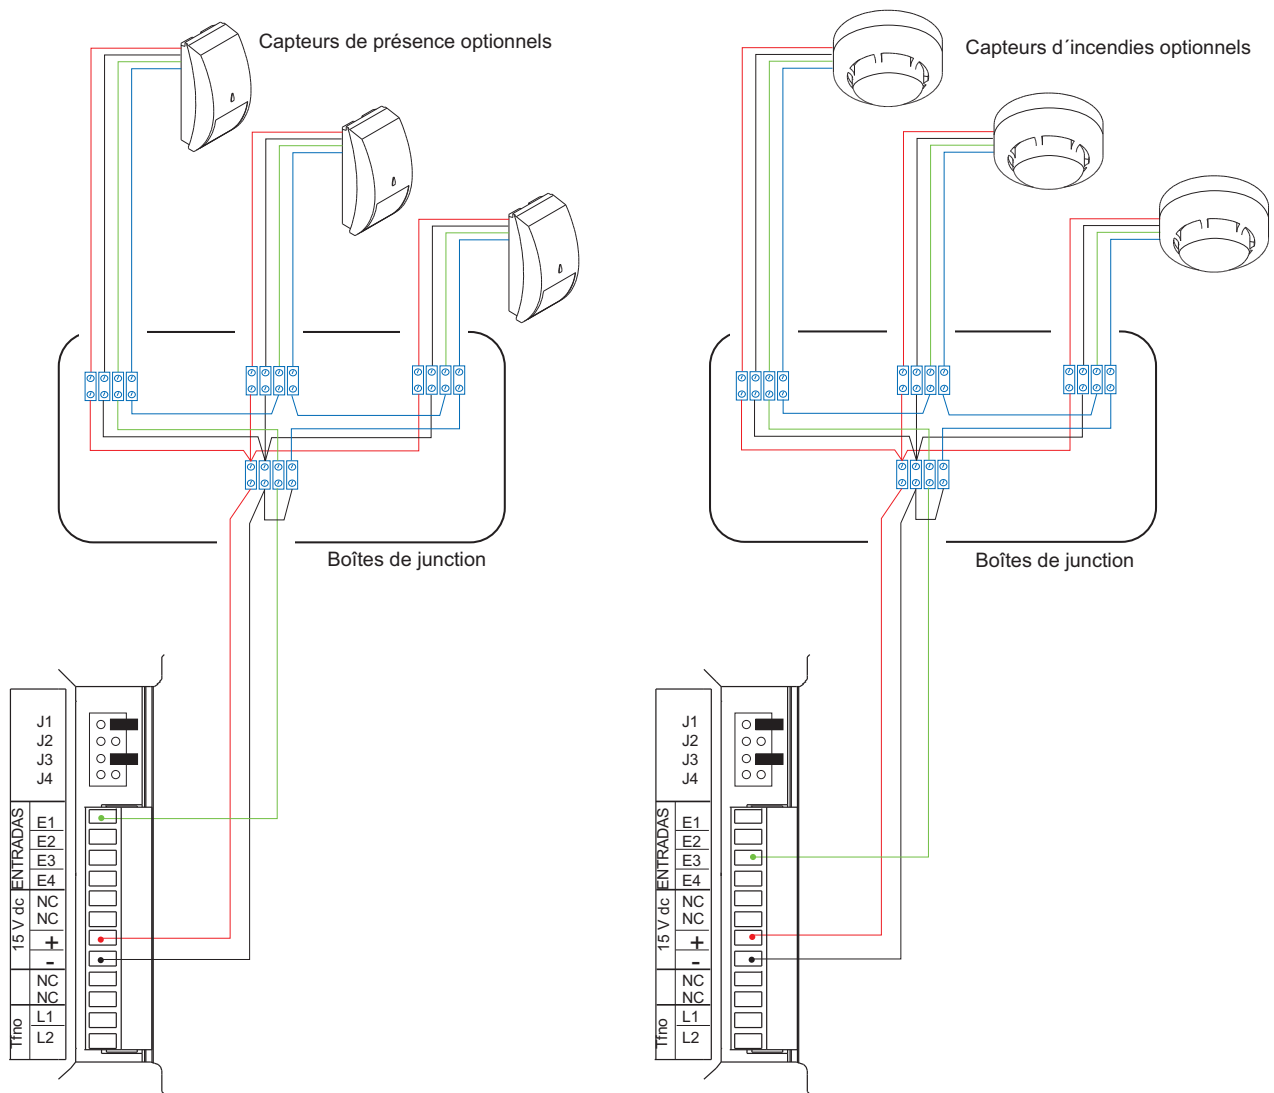 Capteurs de présence optionnels
Capteurs d´incendies optionnels
Boîtes de junction
Boîtes de junction
J1
J2
J3
J4
ENTRADAS
E1
E2
E3
E4
15 V dc
NC
NC
+
-
NC
NC
Tfno
L1
L2
J1
J2
J3
J4
ENTRADAS
E1
E2
E3
E4
15 V dc
NC
NC
+
-
NC
NC
Tfno
L1
L2